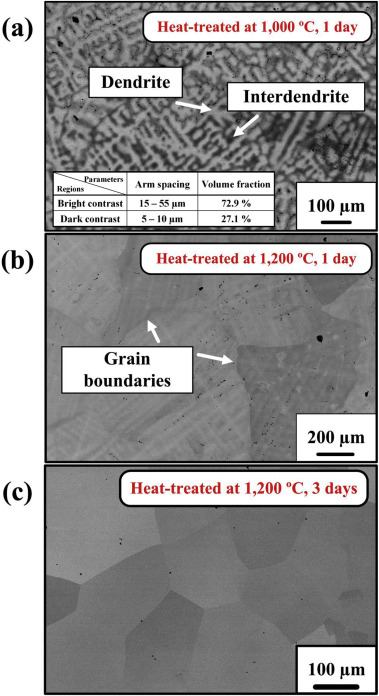 (a)
Heat-treated at 1,000 ºC, 1 day
Dendrite
Interdendrite
Parameters
Regions
Arm spacing
Volume fraction
Bright contrast
15 – 55 µm
72.9 %
Dark contrast
5 – 10 µm
27.1 %
100 µm
(b)
Heat-treated at 1,200 ºC, 1 day
Grain
boundaries
200 µm
(c)
Heat-treated at 1,200 ºC, 3 days
100 µm